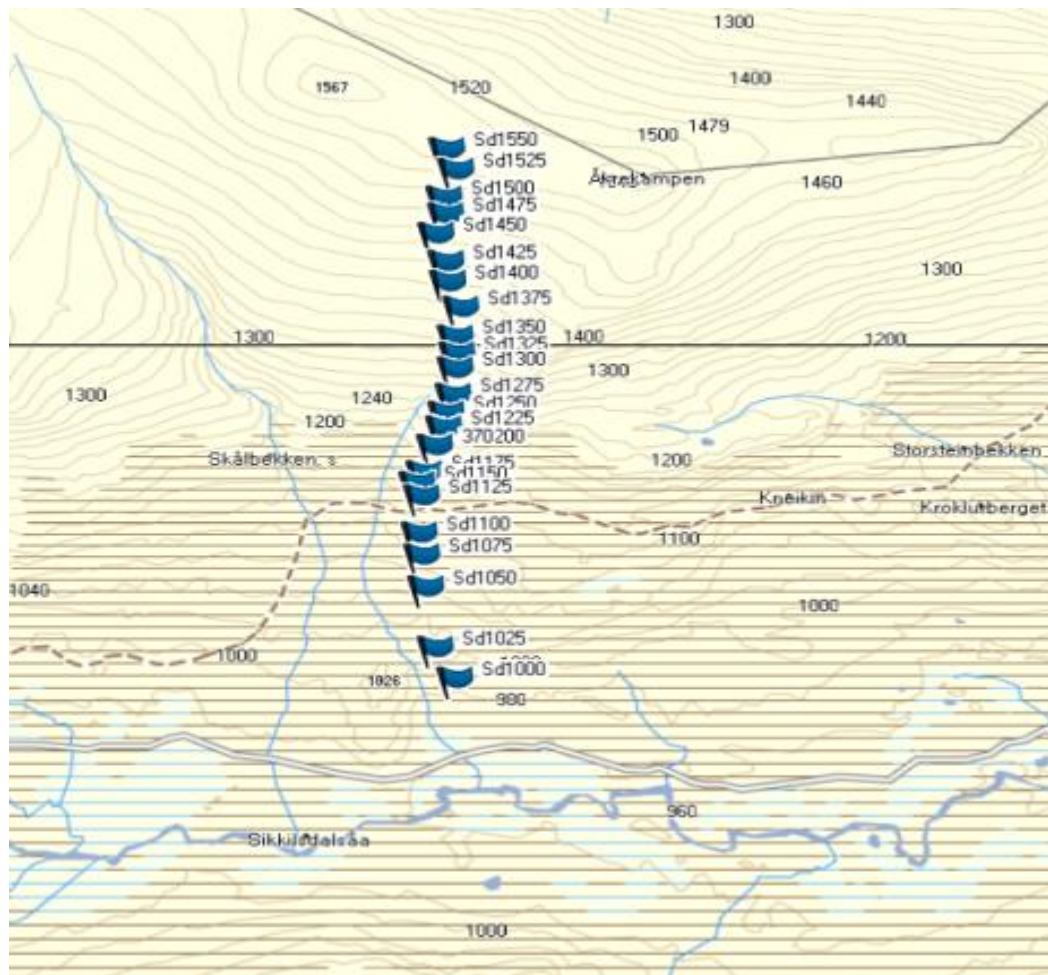 1300
1400
1567
1520
1440
1479
1500
Sd1550
Sd1525
Åkrekampen
1460
Sd1500
Sd1475
Sd1450
Sd1425
Sd1400
1300
Sd1375
Sd1350
1300
1400
1200
Sd1325
Sd1300
1300
Sd1275
1300
1240
Sd1250
1200
Sd1225
370200
Storsteinbekken
Skålbekken, s
1200
Sd1175
Sd1150
Sd1125
Kneikin
Kroklutberget
Sd1100
1100
Sd1075
Sd1050
1040
1000
Sd1025
1000
Sd1000
1026
980
960
Sikkilsdalsåa
1000